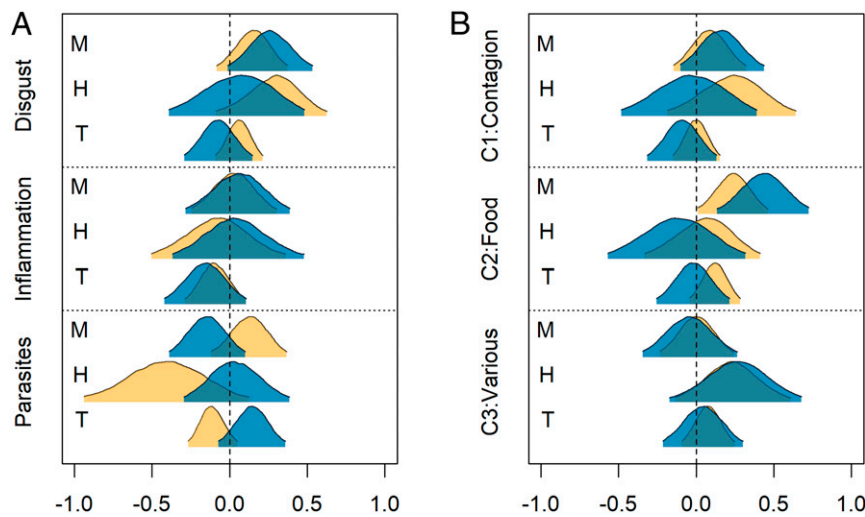 A
Disgust
M
H
T
Inflammation
M
H
T
Parasites
M
H
T
-1.0 -0.5 0.0 0.5 1.0
B
C1:Contagion
M
H
T
C2:Food
M
H
T
C3:Various
M
H
T
-1.0 -0.5 0.0 0.5 1.0